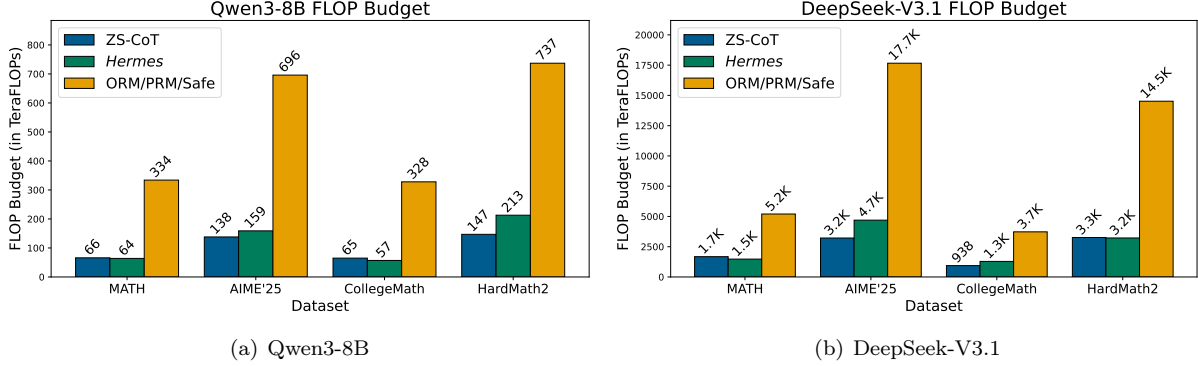 Qwen3-8B FLOP Budget
FLOP Budget (in TeraFLOPs)
800
700
600
500
400
300
200
100
0
ZS-CoT
Hermes
ORM/PRM/Safe
66
64
334
138
159
696
65
57
328
147
213
737
MATH
AIME'25
CollegeMath
HardMath2
Dataset
(a) Qwen3-8B
DeepSeek-V3.1 FLOP Budget
FLOP Budget (in TeraFLOPs)
20000
17500
15000
12500
10000
7500
5000
2500
0
ZS-CoT
Hermes
ORM/PRM/Safe
1.7K
1.5K
5.2K
3.2K
4.7K
17.7K
938
1.3K
3.7K
3.3K
3.2K
14.5K
MATH
AIME'25
CollegeMath
HardMath2
Dataset
(b) DeepSeek-V3.1